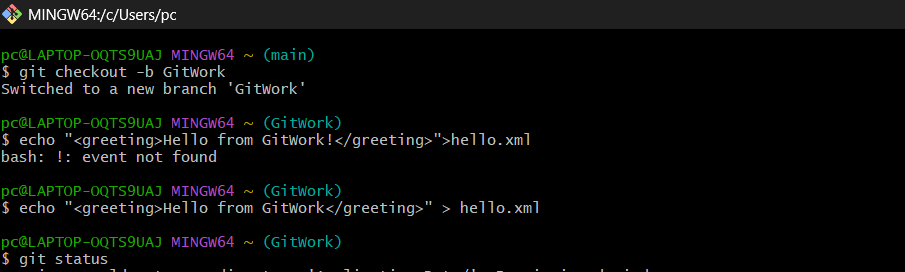 MINGW64:/c/Users/pc
pc@LAPTOP-OQTS9UAJ MINGW64 ~ (main)
$ git checkout -b GitWork
Switched to a new branch 'GitWork'
pc@LAPTOP-OQTS9UAJ MINGW64 ~ (GitWork)
$ echo "<greeting>Hello from GitWork!</greeting>">hello.xml
bash: !: event not found
pc@LAPTOP-OQTS9UAJ MINGW64 ~ (GitWork)
$ echo "<greeting>Hello from GitWork</greeting>" > hello.xml
pc@LAPTOP-OQTS9UAJ MINGW64 ~ (GitWork)
$ git status